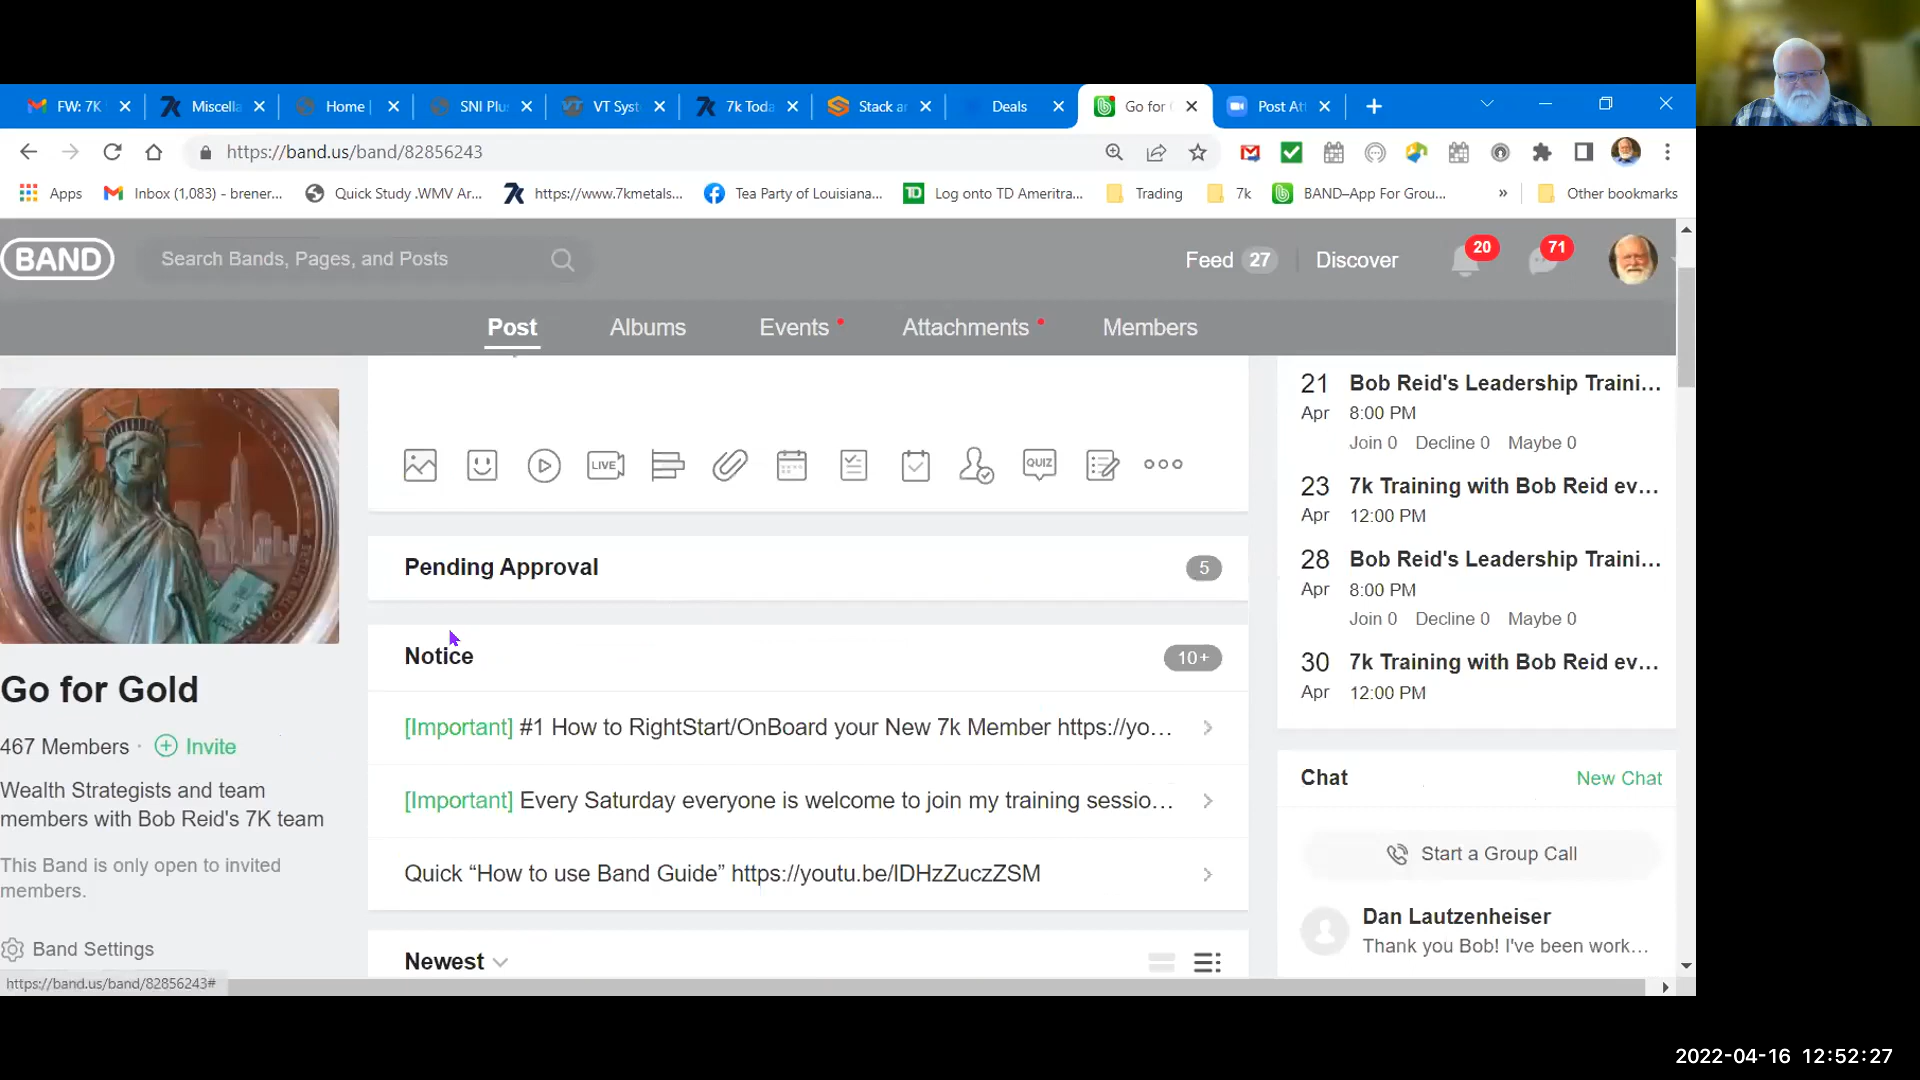 FW: 7K
Miscella
Home |
SNI Plu
VT Syst
7k Toda
Stack ar
Deals
Go for
Post Att
https://band.us/band/82856243
Apps
Inbox (1,083) - brener...
Quick Study .WMV Ar...
https://www.7kmetals...
Tea Party of Louisiana...
TD
Log onto TD Ameritra...
Trading
7k
BAND–App For Grou...
»
Other bookmarks
BAND
Search Bands, Pages, and Posts
Feed 27
Discover
20
71
Post
Albums
Events
Attachments
Members
LIVE
QUIZ
Pending Approval
5
Notice
10+
[Important] #1 How to RightStart/OnBoard your New 7k Member https://yo...
[Important] Every Saturday everyone is welcome to join my training sessio...
Quick “How to use Band Guide” https://youtu.be/lDHzZuczZSM
Newest
Go for Gold
467 Members · Invite
Wealth Strategists and team
members with Bob Reid's 7K team
This Band is only open to invited
members.
Band Settings
https://band.us/band/82856243#
21 Bob Reid's Leadership Traini...
Apr 8:00 PM
Join 0 Decline 0 Maybe 0
23 7k Training with Bob Reid ev...
Apr 12:00 PM
28 Bob Reid's Leadership Traini...
Apr 8:00 PM
Join 0 Decline 0 Maybe 0
30 7k Training with Bob Reid ev...
Apr 12:00 PM
Chat
New Chat
Start a Group Call
Dan Lautzenheiser
Thank you Bob! I've been work...
2022-04-16 12:52:27